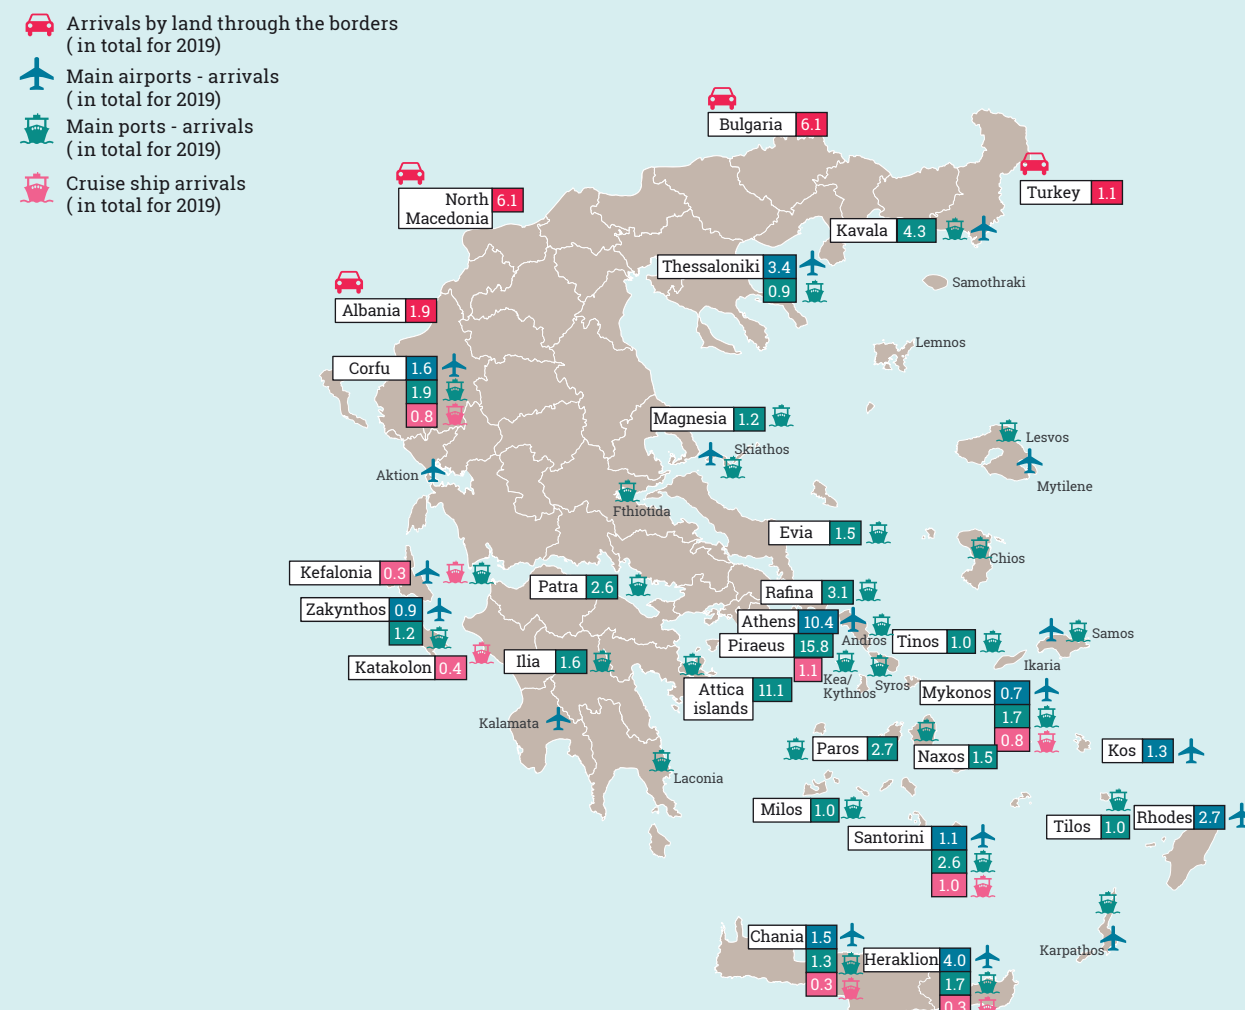 Arrivals by land through the borders
( in total for 2019)
Main airports - arrivals
( in total for 2019)
Main ports - arrivals
( in total for 2019)
Cruise ship arrivals
( in total for 2019)
Bulgaria 6.1
Turkey 1.1
North Macedonia 6.1
Kavala 4.3
Thessaloniki 3.4
0.9
Samothraki
Albania 1.9
Lemnos
Corfu 1.6
1.9
0.8
Magnesia 1.2
Skiathos
Lesvos
Mytilene
Aktion
Fthiotida
Evia 1.5
Chios
Kefalonia 0.3
Patra 2.6
Rafina 3.1
Zakynthos 0.9
1.2
Athens 10.4
Andros
Tinos 1.0
Samos
Piraeus 15.8
1.1
Katakolon 0.4
Ilia 1.6
Ikaria
Kea/
Kythnos
Syros
Attica
islands
11.1
Mykonos 0.7
1.7
0.8
Kalamata
Paros 2.7
Naxos 1.5
Kos 1.3
Laconia
Milos 1.0
Tilos 1.0
Rhodes 2.7
Santorini 1.1
2.6
1.0
Chania 1.5
1.3
0.3
Karpathos
Heraklion 4.0
1.7
0.3